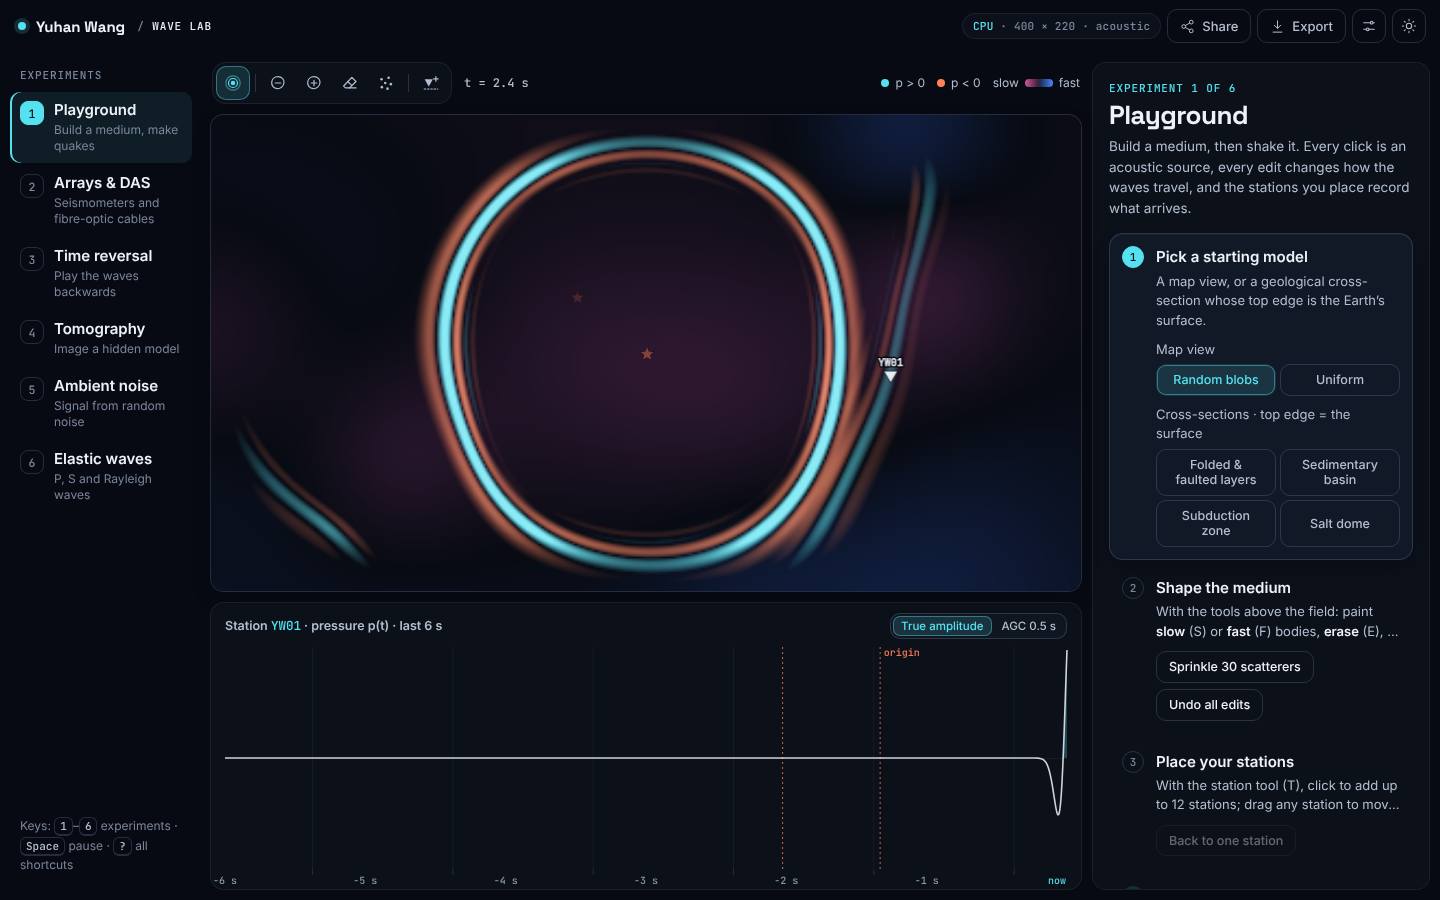 Yuhan Wang / WAVE LAB
CPU · 400 × 220 · acoustic
Share
Export
EXPERIMENTS
1 Playground
Build a medium, make
quakes
2 Arrays & DAS
Seismometers and
fibre-optic cables
3 Time reversal
Play the waves
backwards
4 Tomography
Image a hidden model
5 Ambient noise
Signal from random
noise
6 Elastic waves
P, S and Rayleigh
waves
Keys: 1–6 experiments ·
Space pause · ? all
shortcuts
t = 2.4 s
p > 0 p < 0 slow fast
YW01
Station YW01 · pressure p(t) · last 6 s
True amplitude AGC 0.5 s
origin
-6 s -5 s -4 s -3 s -2 s -1 s now
EXPERIMENT 1 OF 6
Playground
Build a medium, then shake it. Every click is an
acoustic source, every edit changes how the
waves travel, and the stations you place record
what arrives.
1 Pick a starting model
A map view, or a geological cross-
section whose top edge is the Earth's
surface.
Map view
Random blobs Uniform
Cross-sections · top edge = the
surface
Folded &
faulted layers
Sedimentary
basin
Subduction
zone
Salt dome
2 Shape the medium
With the tools above the field: paint
slow (S) or fast (F) bodies, erase (E), ...
Sprinkle 30 scatterers
Undo all edits
3 Place your stations
With the station tool (T), click to add up
to 12 stations; drag any station to mov...
Back to one station